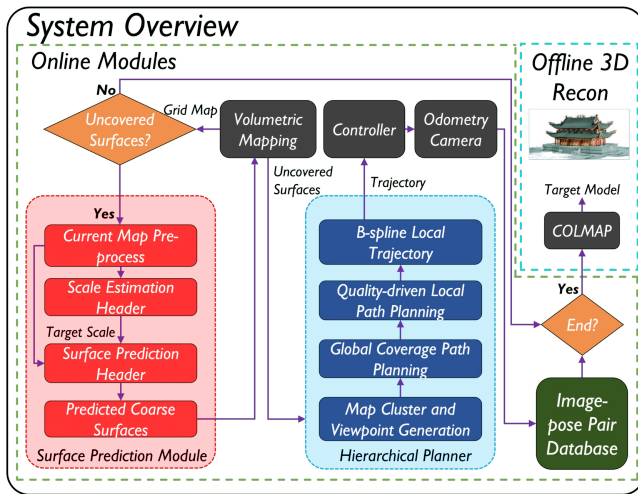 System Overview
Online Modules
Offline 3D
Recon
No
Uncovered
Surfaces?
Grid Map
Volumetric
Mapping
Controller
Odometry
Camera
Uncovered
Surfaces
Trajectory
Target Model
COLMAP
Yes
Current Map Pre-
process
Scale Estimation
Header
Target Scale
Surface Prediction
Header
Predicted Coarse
Surfaces
Surface Prediction Module
B-spline Local
Trajectory
Quality-driven Local
Path Planning
Global Coverage Path
Planning
Map Cluster and
Viewpoint Generation
Hierarchical Planner
Yes
End?
Image-
pose Pair
Database